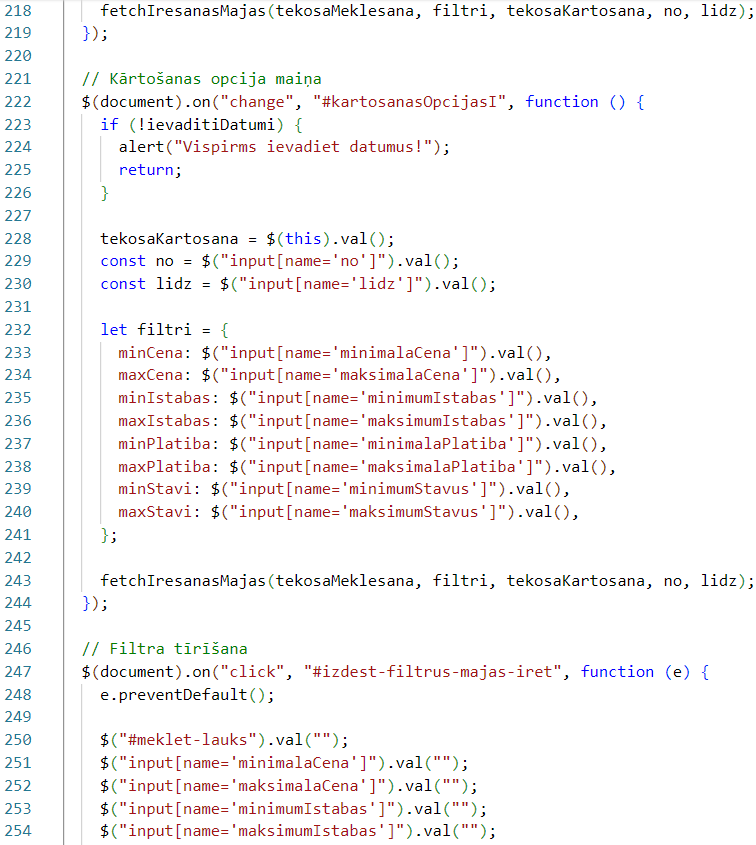 218 fetchIresanasMajas(tekosaMeklesana, filtri, tekosaKartosana, no, lidz);
219 });
220
221 // Kārtošanas opcija maiņa
222 $(document).on("change", "#kartosanasOpcijasI", function () {
223 if (!ievaditiDatumi) {
224 alert("Vispirms ievadiet datumus!");
225 return;
226 }
227
228 tekosaKartosana = $(this).val();
229 const no = $("input[name='no']").val();
230 const lidz = $("input[name='lidz']").val();
231
232 let filtri = {
233 minCena: $("input[name='minimalaCena']").val(),
234 maxCena: $("input[name='maksimalaCena']").val(),
235 minIstabas: $("input[name='minimumIstabas']").val(),
236 maxIstabas: $("input[name='maksimumIstabas']").val(),
237 minPlatiba: $("input[name='minimalaPlatiba']").val(),
238 maxPlatiba: $("input[name='maksimalaPlatiba']").val(),
239 minStavi: $("input[name='minimumStavus']").val(),
240 maxStavi: $("input[name='maksimumStavus']").val(),
241 };
242
243 fetchIresanasMajas(tekosaMeklesana, filtri, tekosaKartosana, no, lidz);
244 });
245
246 // Filtra tīrīšana
247 $(document).on("click", "#izdest-filtrus-majas-iret", function (e) {
248 e.preventDefault();
249
250 $("#meklet-lauks").val("");
251 $("input[name='minimalaCena']").val("");
252 $("input[name='maksimalaCena']").val("");
253 $("input[name='minimumIstabas']").val("");
254 $("input[name='maksimumIstabas']").val("");